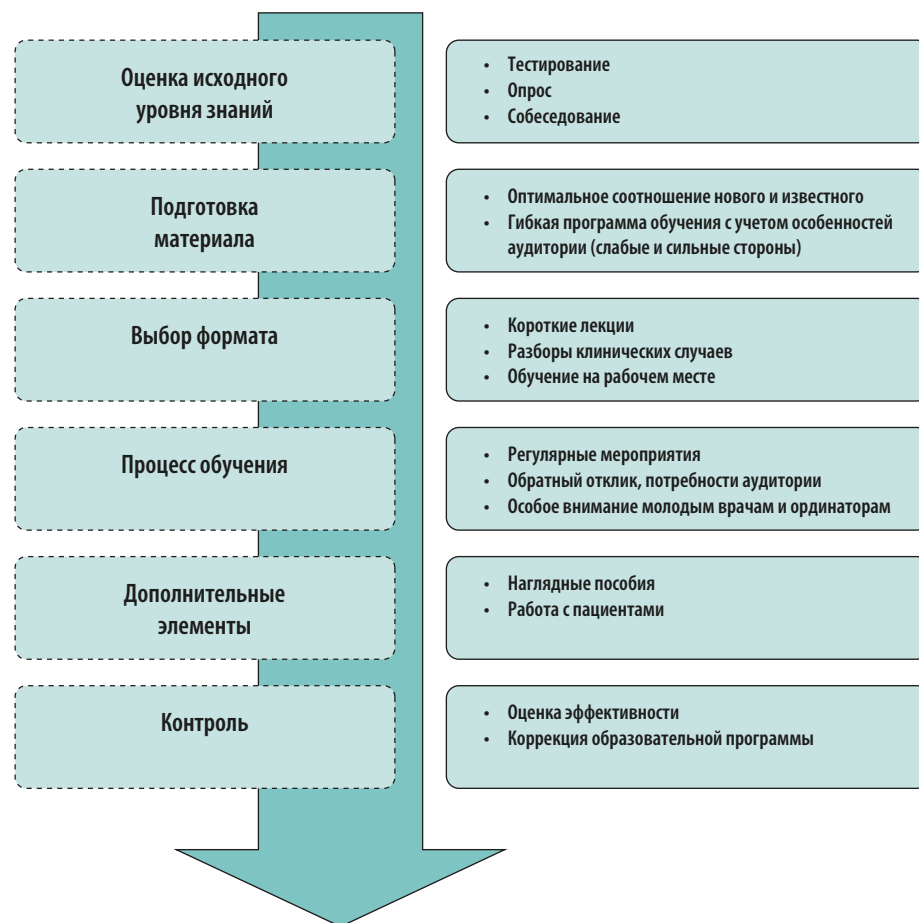 Оценка исходного
уровня знаний
• Тестирование
• Опрос
• Собеседование
Подготовка
материала
• Оптимальное соотношение нового и известного
• Гибкая программа обучения с учетом особенностей
аудитории (слабые и сильные стороны)
Выбор формата
• Короткие лекции
• Разборы клинических случаев
• Обучение на рабочем месте
Процесс обучения
• Регулярные мероприятия
• Обратный отклик, потребности аудитории
• Особое внимание молодым врачам и ординаторам
Дополнительные
элементы
• Наглядные пособия
• Работа с пациентами
Контроль
• Оценка эффективности
• Коррекция образовательной программы